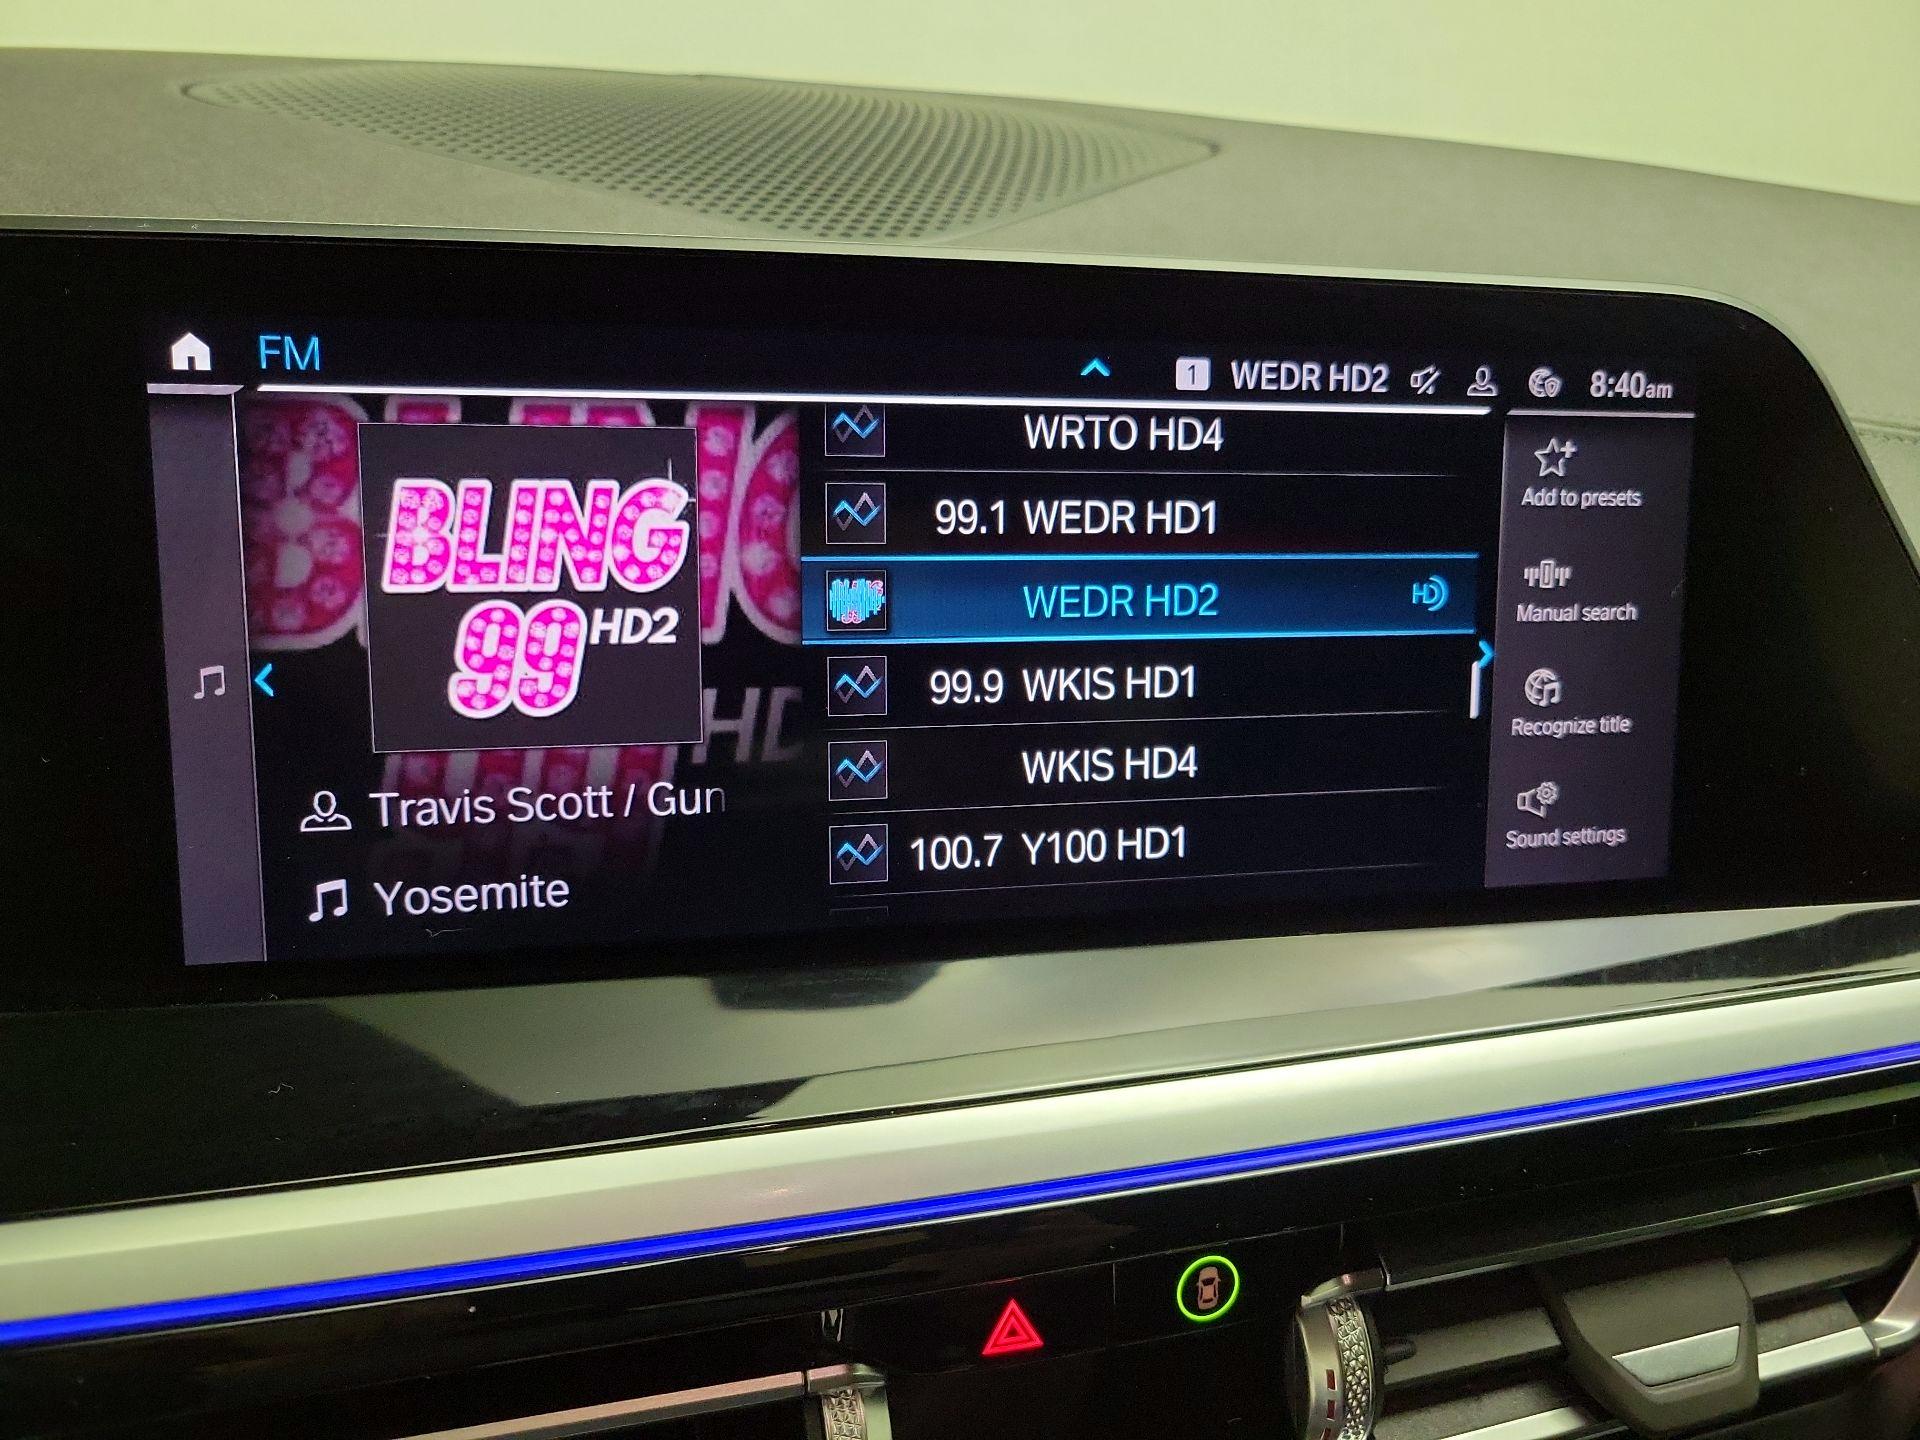 FM
1 WEDR HD2 8:40am
BLING
99 HD2
Travis Scott / Gun
Yosemite
WRTO HD4
99.1 WEDR HD1
WEDR HD2 HD
99.9 WKIS HD1
WKIS HD4
100.7 Y100 HD1
Add to presets
Manual search
Recognize title
Sound settings